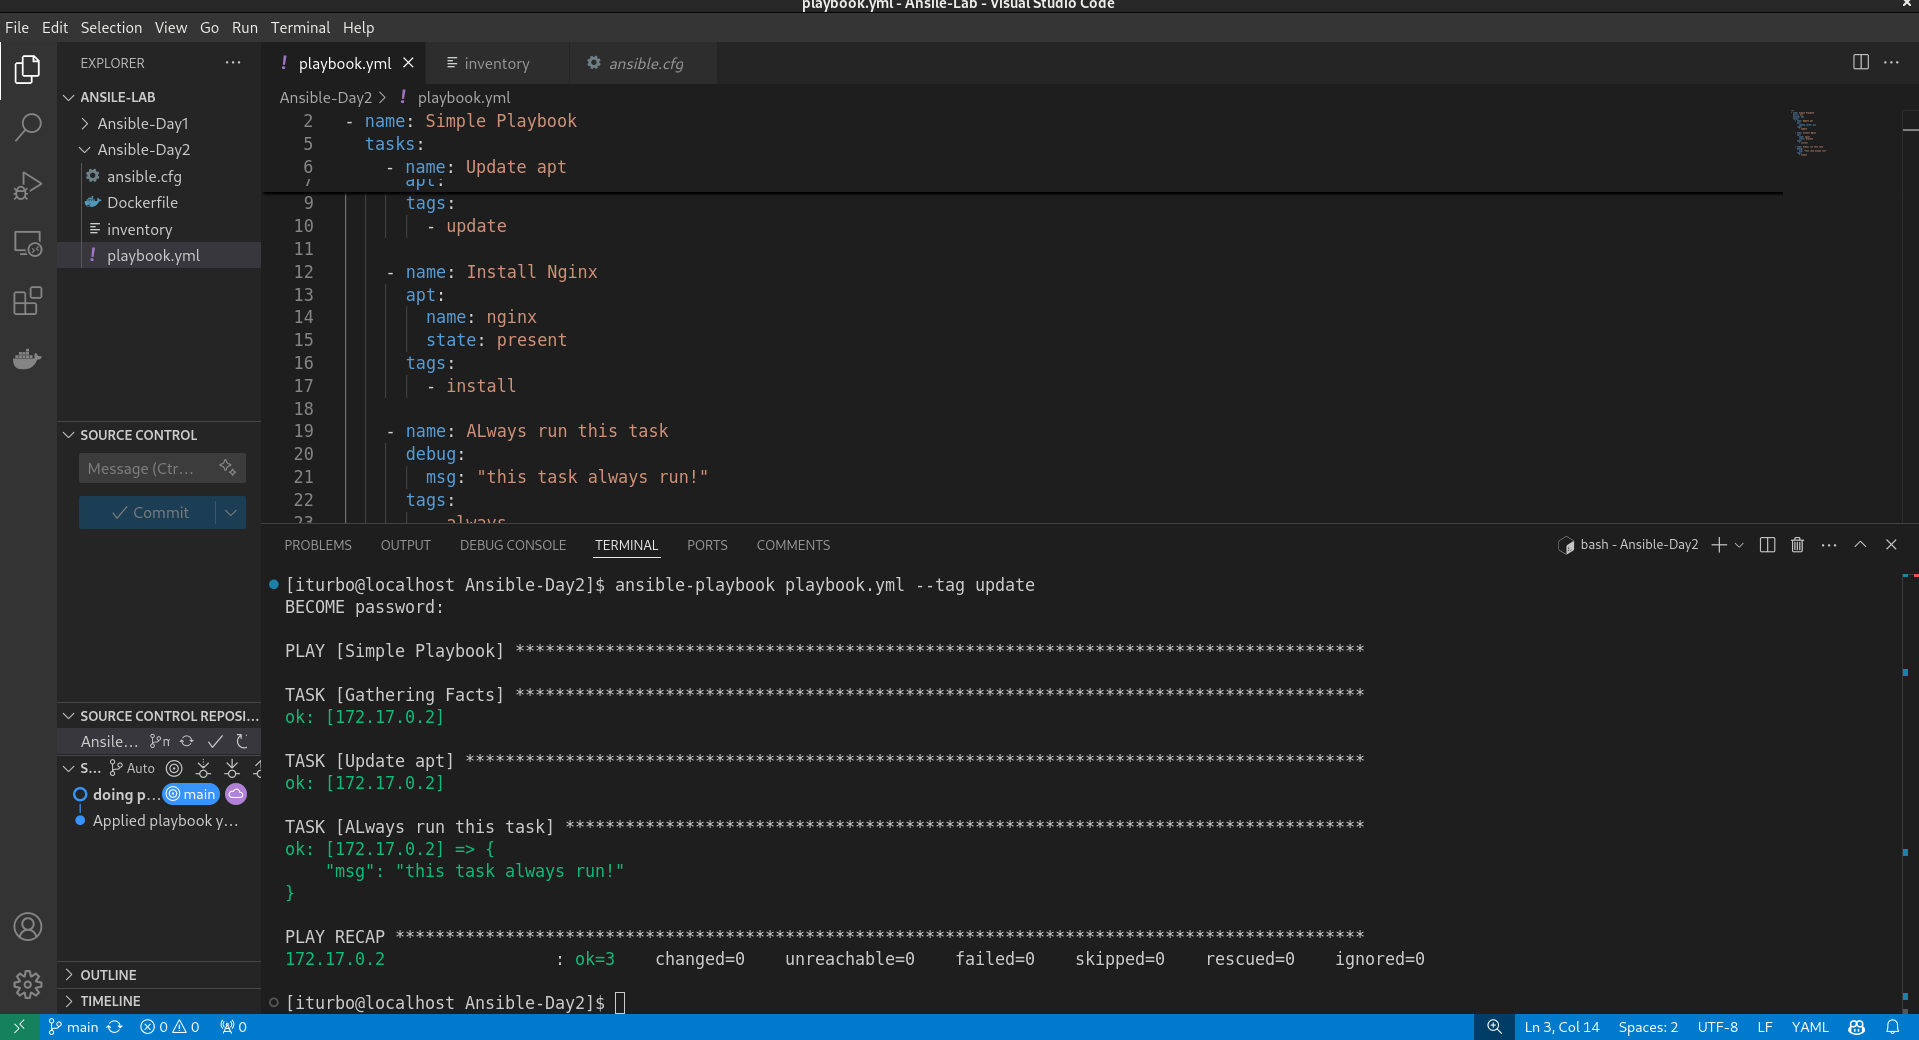 playbook.yml - Ansile-Lab - Visual Studio Code
File Edit Selection View Go Run Terminal Help
EXPLORER
ANSILE-LAB
Ansible-Day1
Ansible-Day2
ansible.cfg
Dockerfile
inventory
playbook.yml
SOURCE CONTROL
Message (Ctr...
Commit
SOURCE CONTROL REPOSI...
Ansile...
S... Auto
doing p... main
Applied playbook y...
OUTLINE
TIMELINE
! playbook.yml inventory ansible.cfg
Ansible-Day2 > ! playbook.yml
2 - name: Simple Playbook
5 tasks:
6 - name: Update apt
7 apt:
9 tags:
10 - update
11
12 - name: Install Nginx
13 apt:
14 name: nginx
15 state: present
16 tags:
17 - install
18
19 - name: ALways run this task
20 debug:
21 msg: "this task always run!"
22 tags:
23 - always
PROBLEMS OUTPUT DEBUG CONSOLE TERMINAL PORTS COMMENTS
bash - Ansible-Day2
[iturbo@localhost Ansible-Day2]$ ansible-playbook playbook.yml --tag update
BECOME password:
PLAY [Simple Playbook] *************************************************************************************
TASK [Gathering Facts] *************************************************************************************
ok: [172.17.0.2]
TASK [Update apt] ******************************************************************************************
ok: [172.17.0.2]
TASK [ALways run this task] ********************************************************************************
ok: [172.17.0.2] => {
"msg": "this task always run!"
}
PLAY RECAP *************************************************************************************************
172.17.0.2 : ok=3 changed=0 unreachable=0 failed=0 skipped=0 rescued=0 ignored=0
[iturbo@localhost Ansible-Day2]$
main 0 0 0
Ln 3, Col 14 Spaces: 2 UTF-8 LF YAML